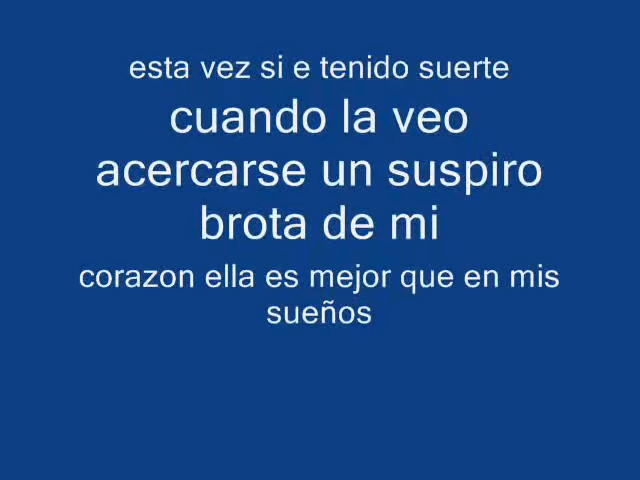 esta vez si e tenido suerte
cuando la veo
acercarse un suspiro
brota de mi
corazon ella es mejor que en mis
sueños